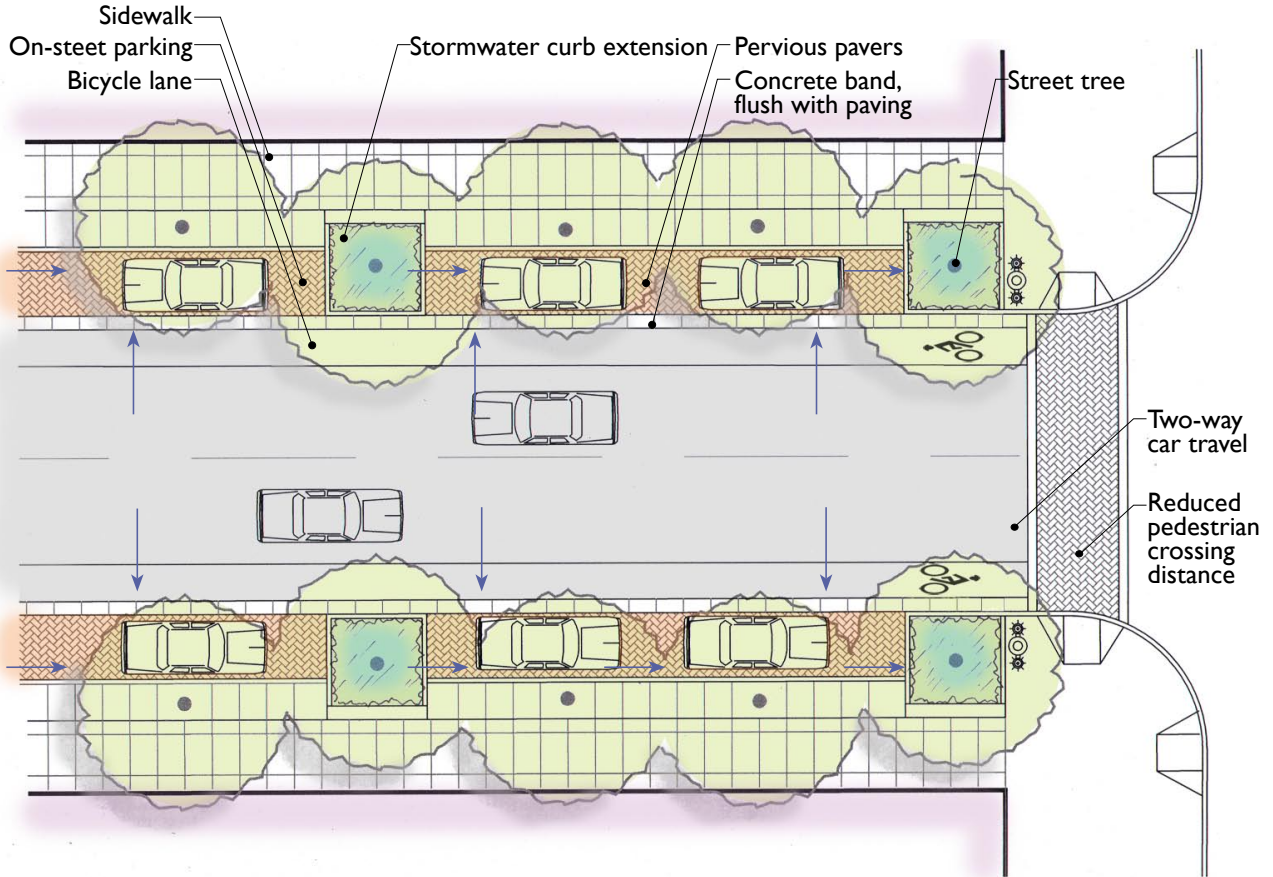 Sidewalk
On-steet parking
Bicycle lane
Stormwater curb extension
Pervious pavers
Concrete band,
flush with paving
Street tree
Two-way
car travel
Reduced
pedestrian
crossing
distance